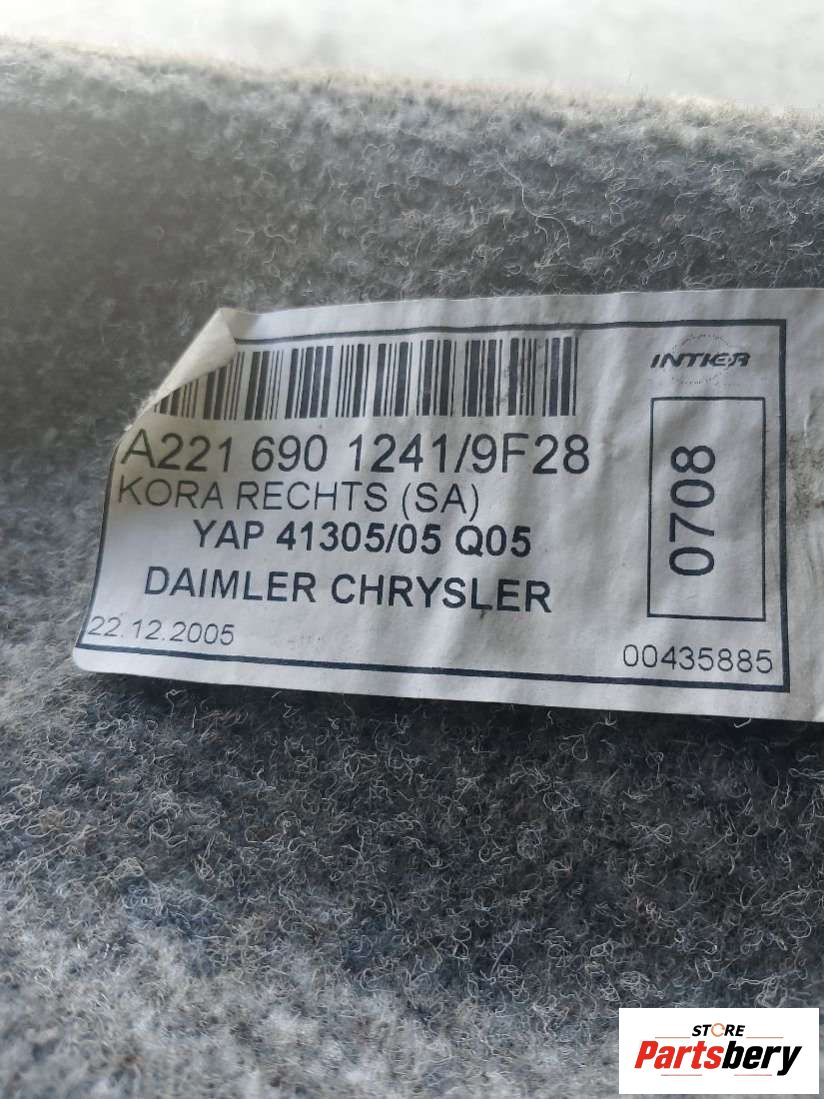 INTIER
A221 690 1241/9F28
KORA RECHTS (SA)
YAP 41305/05 Q05
DAIMLER CHRYSLER
0708
22.12.2005
00435885
STORE
Partsbery